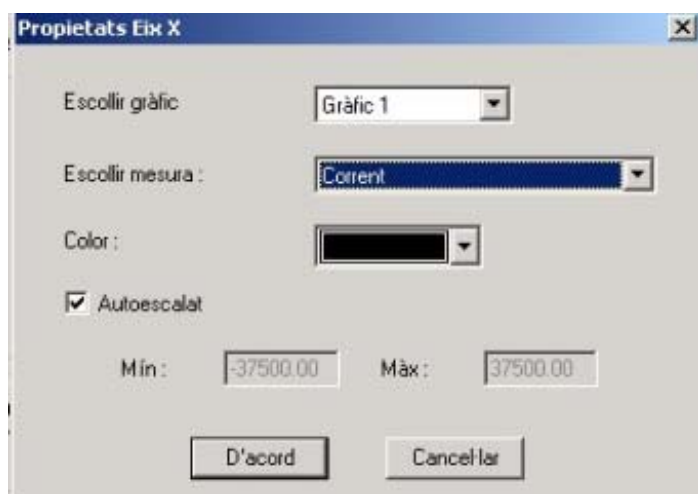 Propietats Eix X
Escollir gràfic Gràfic 1
Escollir mesura : Corrent
Color :
Autoescalat
Mín : -37500.00 Màx : 37500.00
D'acord Cancel·lar